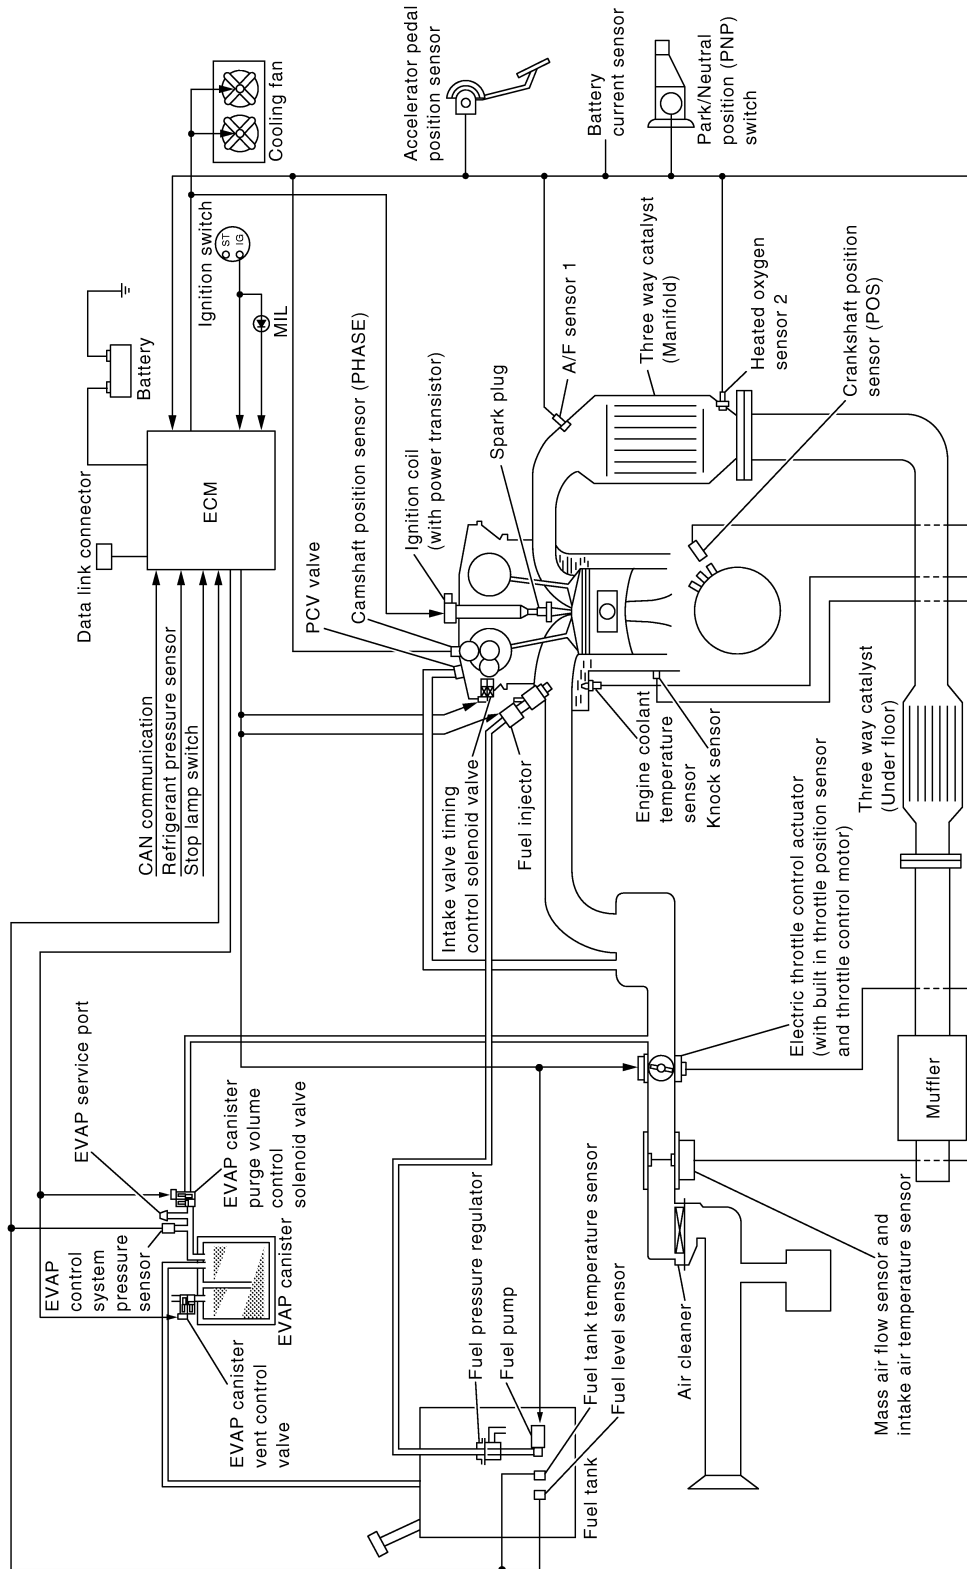 Cooling fan
Accelerator pedal
position sensor
Battery
current sensor
Park/Neutral
position (PNP)
switch
Ignition switch
ST
IG
MIL
Battery
Data link connector
ECM
CAN communication
Refrigerant pressure sensor
Stop lamp switch
PCV valve
Camshaft position sensor (PHASE)
Ignition coil
(with power transistor)
Spark plug
A/F sensor 1
Three way catalyst
(Manifold)
Heated oxygen
sensor 2
Crankshaft position
sensor (POS)
Intake valve timing
control solenoid valve
Fuel injector
Engine coolant
temperature
sensor
Knock sensor
Three way catalyst
(Under floor)
Electric throttle control actuator
(with built in throttle position sensor
and throttle control motor)
Muffler
EVAP service port
EVAP canister
purge volume
control
solenoid valve
EVAP
control
system
pressure
sensor
EVAP canister
EVAP canister
vent control
valve
Fuel pressure regulator
Fuel pump
Fuel tank temperature sensor
Fuel level sensor
Fuel tank
Air cleaner
Mass air flow sensor and
intake air temperature sensor